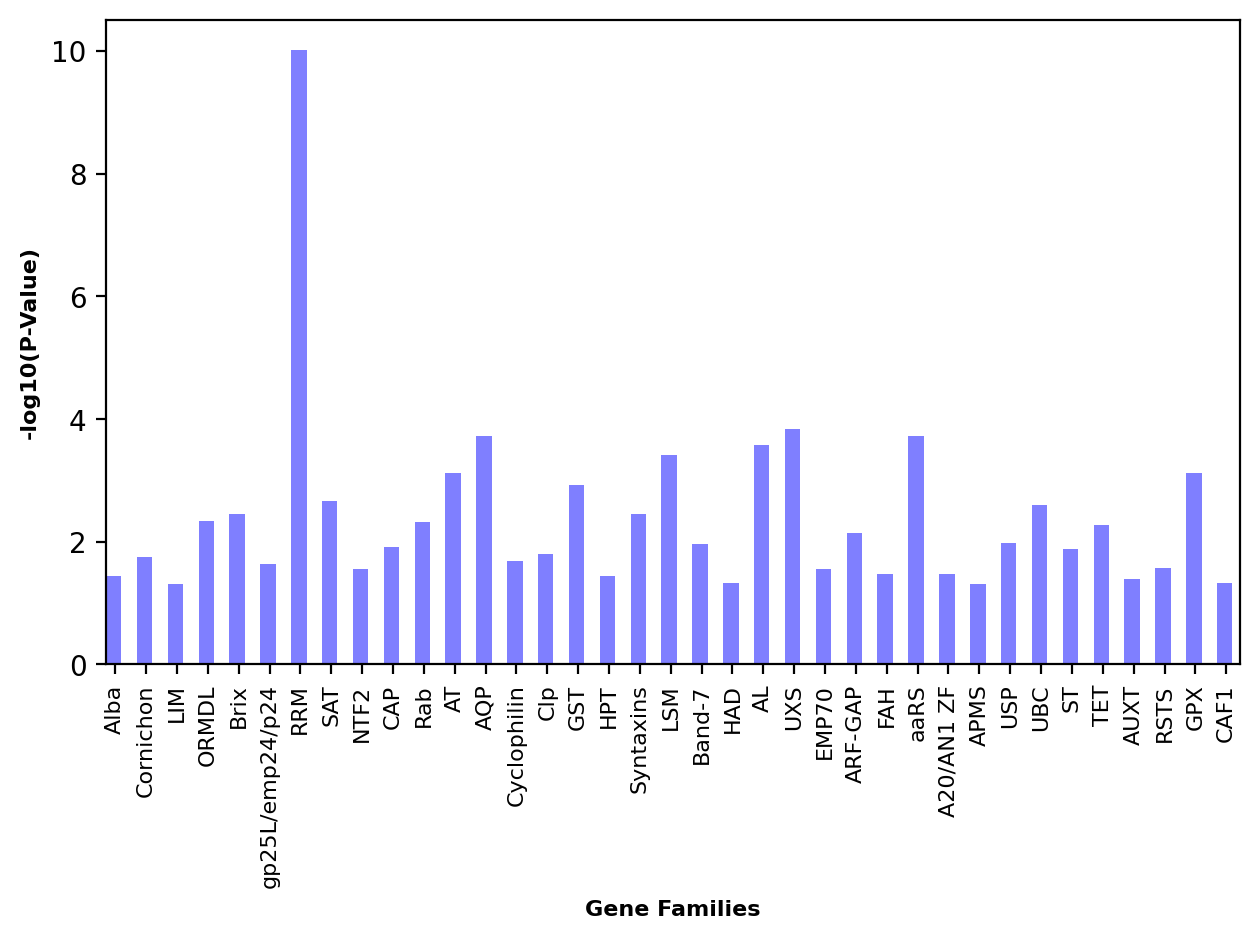 10
8
6
4
2
0
-log10(P-Value)
Alba
Cornichon
LIM
ORMDL
Brix
gp25L/emp24/p24
RRM
SAT
NTF2
CAP
Rab
AT
AQP
Cyclophilin
Clp
GST
HPT
Syntaxins
LSM
Band-7
HAD
AL
UXS
EMP70
ARF-GAP
FAH
aaRS
A20/AN1 ZF
APMS
USP
UBC
ST
TET
AUXT
RSTS
GPX
CAF1
Gene Families